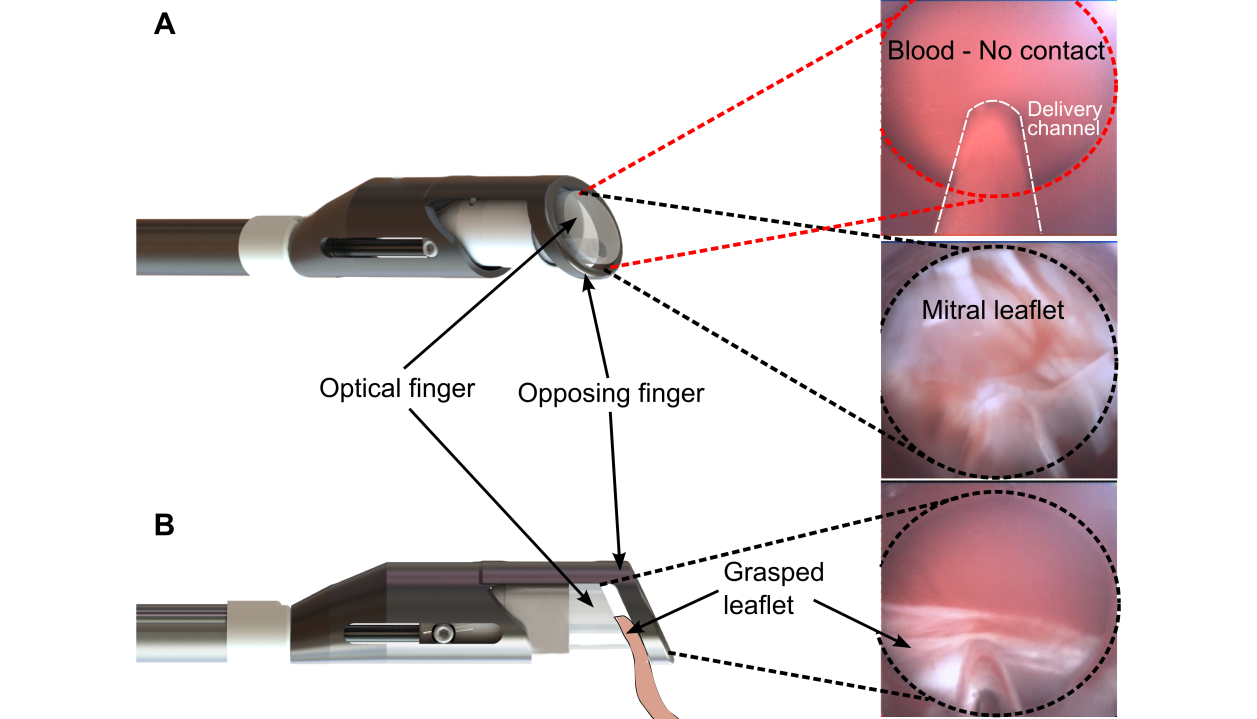 A
Blood - No contact
Delivery
channel
Mitral leaflet
Optical finger
Opposing finger
B
Grasped
leaflet